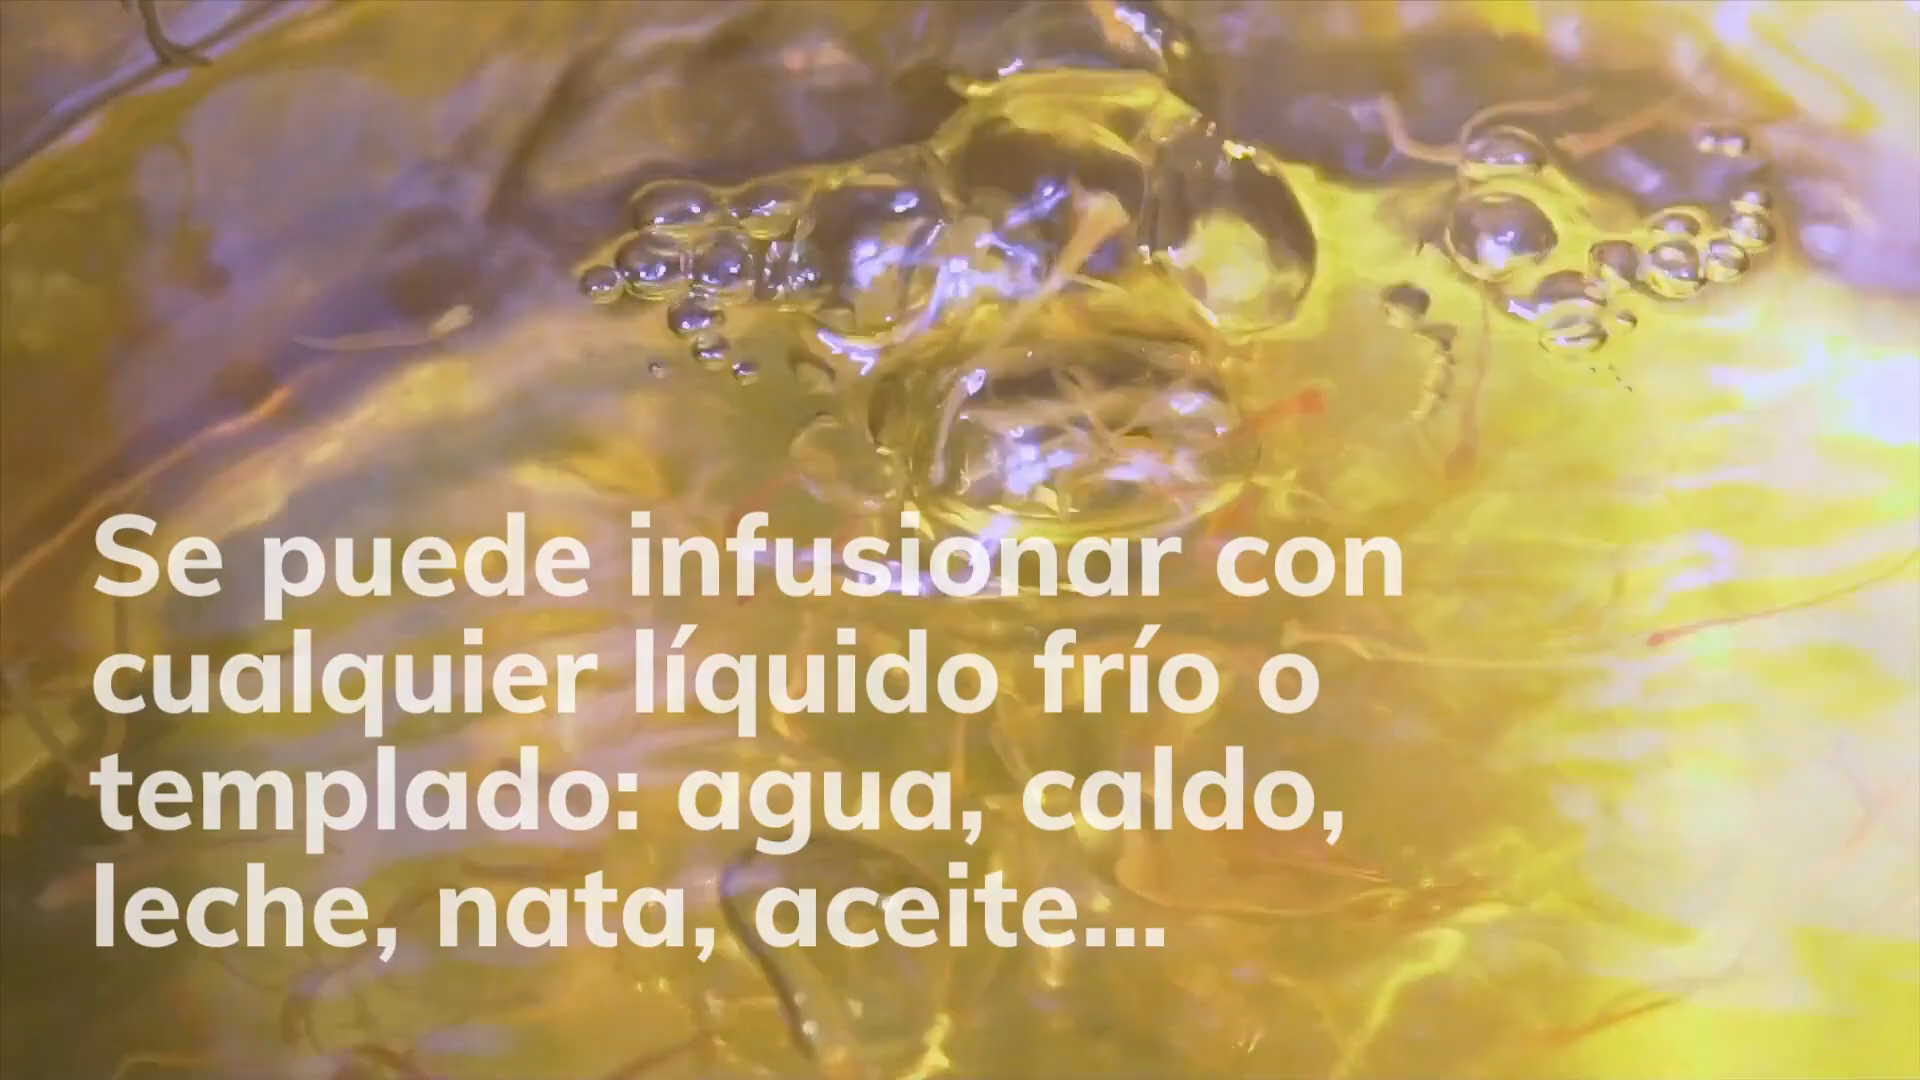 Se puede infusionar con
cualquier líquido frío o
templado: agua, caldo,
leche, nata, aceite...